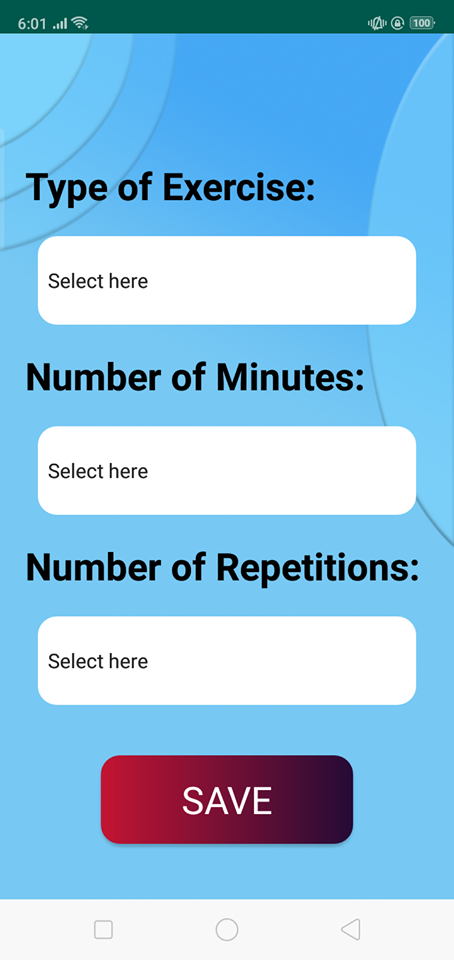 6:01 100
Type of Exercise:
Select here
Number of Minutes:
Select here
Number of Repetitions:
Select here
SAVE